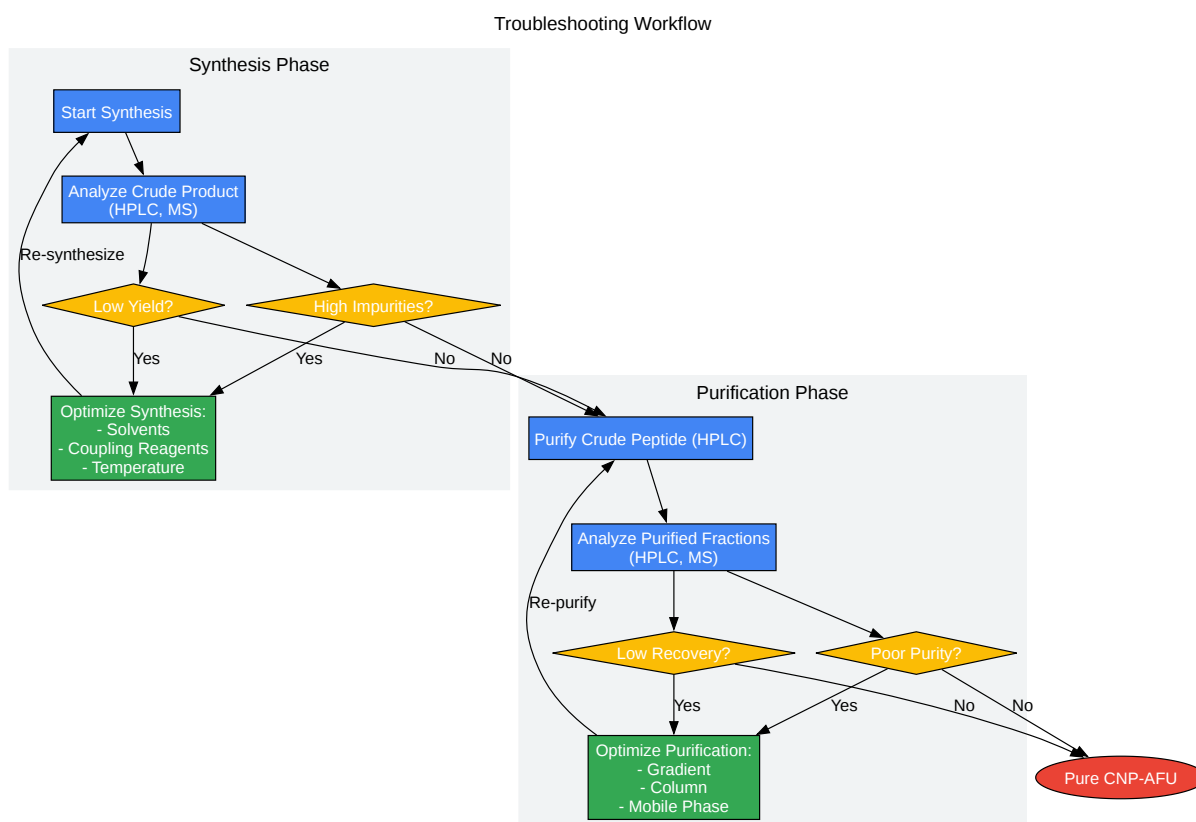 Troubleshooting Workflow
Synthesis Phase
Start Synthesis
Analyze Crude Product
(HPLC, MS)
Re-synthesize
Low Yield?
High Impurities?
Yes
Yes
No
No
Optimize Synthesis:
- Solvents
- Coupling Reagents
- Temperature
Purification Phase
Purify Crude Peptide (HPLC)
Analyze Purified Fractions
(HPLC, MS)
Re-purify
Low Recovery?
Poor Purity?
Yes
Yes
No
No
Optimize Purification:
- Gradient
- Column
- Mobile Phase
Pure CNP-AFU